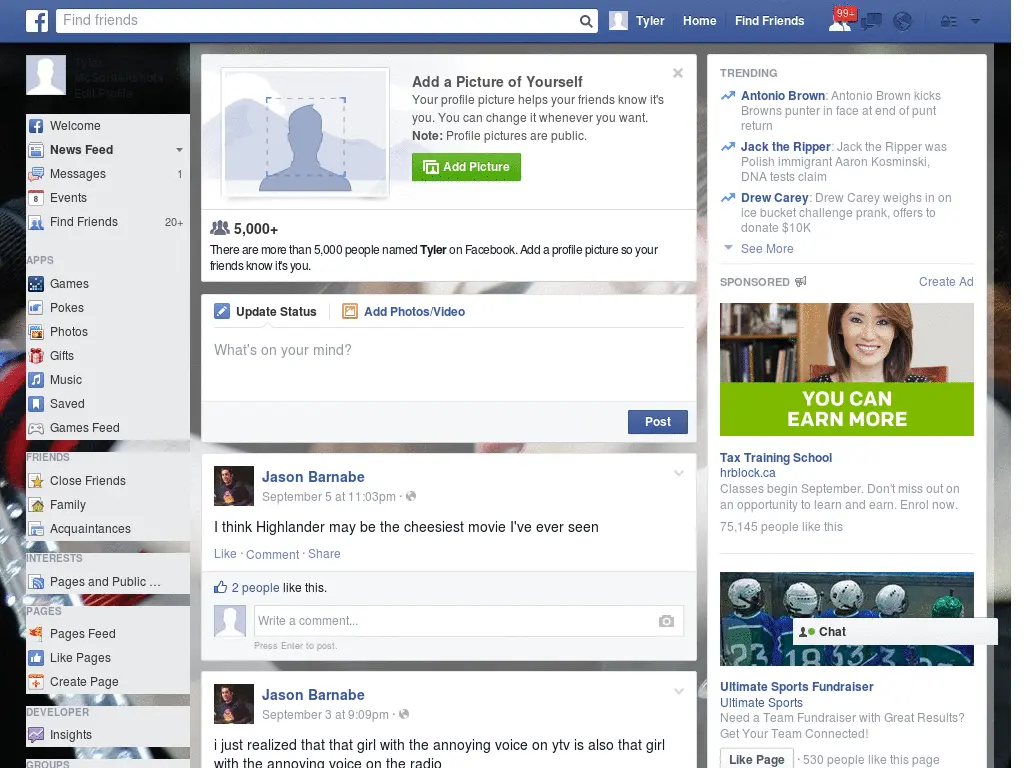 Find friends
Tyler
Home
Find Friends
99+
Tyler
McScreenshots
Edit Profile
Welcome
News Feed
Messages 1
8 Events
Find Friends 20+
APPS
Games
Pokes
Photos
Gifts
Music
Saved
Games Feed
FRIENDS
Close Friends
Family
Acquaintances
INTERESTS
Pages and Public ...
PAGES
Pages Feed
Like Pages
Create Page
DEVELOPER
Insights
GROUPS
Add a Picture of Yourself
Your profile picture helps your friends know it's
you. You can change it whenever you want.
Note: Profile pictures are public.
Add Picture
5,000+
There are more than 5,000 people named Tyler on Facebook. Add a profile picture so your
friends know it's you.
Update Status
Add Photos/Video
What's on your mind?
Post
Jason Barnabe
September 5 at 11:03pm ·
I think Highlander may be the cheesiest movie I've ever seen
Like · Comment · Share
2 people like this.
Write a comment...
Press Enter to post.
Jason Barnabe
September 3 at 9:09pm ·
i just realized that that girl with the annoying voice on ytv is also that girl
with the annoying voice on the radio
TRENDING
Antonio Brown: Antonio Brown kicks
Browns punter in face at end of punt
return
Jack the Ripper: Jack the Ripper was
Polish immigrant Aaron Kosminski,
DNA tests claim
Drew Carey: Drew Carey weighs in on
ice bucket challenge prank, offers to
donate $10K
See More
SPONSORED
Create Ad
YOU CAN
EARN MORE
Tax Training School
hrblock.ca
Classes begin September. Don't miss out on
an opportunity to learn and earn. Enrol now.
75,145 people like this
23 18 33 22
Chat
Ultimate Sports Fundraiser
Ultimate Sports
Need a Team Fundraiser with Great Results?
Get Your Team Connected!
Like Page · 530 people like this page